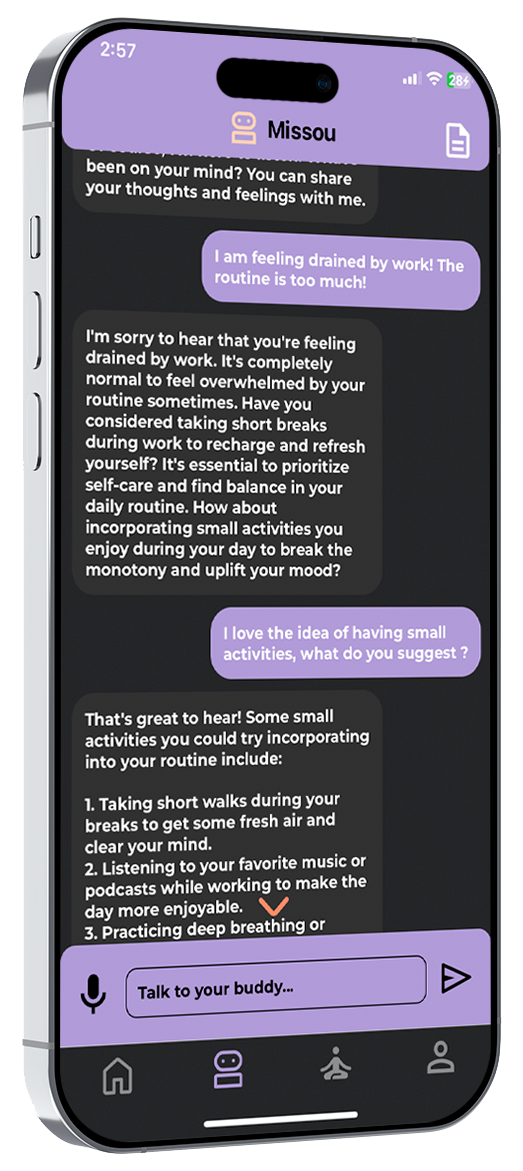 2:57
28
Missou
been on your mind? You can share
your thoughts and feelings with me.
I am feeling drained by work! The
routine is too much!
I'm sorry to hear that you're feeling
drained by work. It's completely
normal to feel overwhelmed by your
routine sometimes. Have you
considered taking short breaks
during work to recharge and refresh
yourself? It's essential to prioritize
self-care and find balance in your
daily routine. How about
incorporating small activities you
enjoy during your day to break the
monotony and uplift your mood?
I love the idea of having small
activities, what do you suggest ?
That's great to hear! Some small
activities you could try incorporating
into your routine include:
1. Taking short walks during your
breaks to get some fresh air and
clear your mind.
2. Listening to your favorite music or
podcasts while working to make the
day more enjoyable.
3. Practicing deep breathing or
Talk to your buddy...